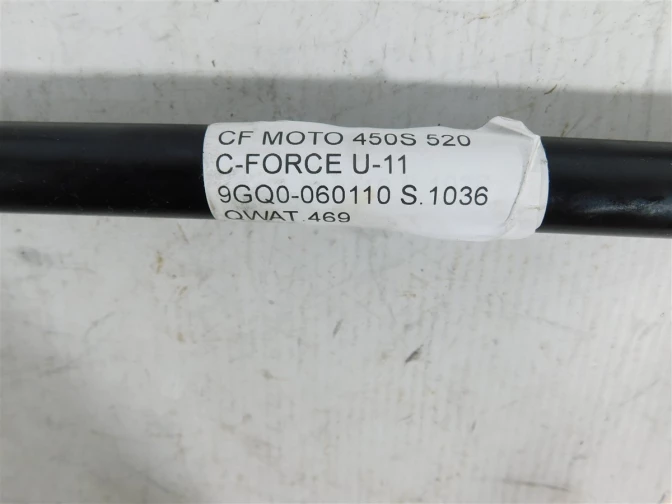 CF MOTO 450S 520
C-FORCE U-11
9GQ0-060110 S.1036
QWAT.469